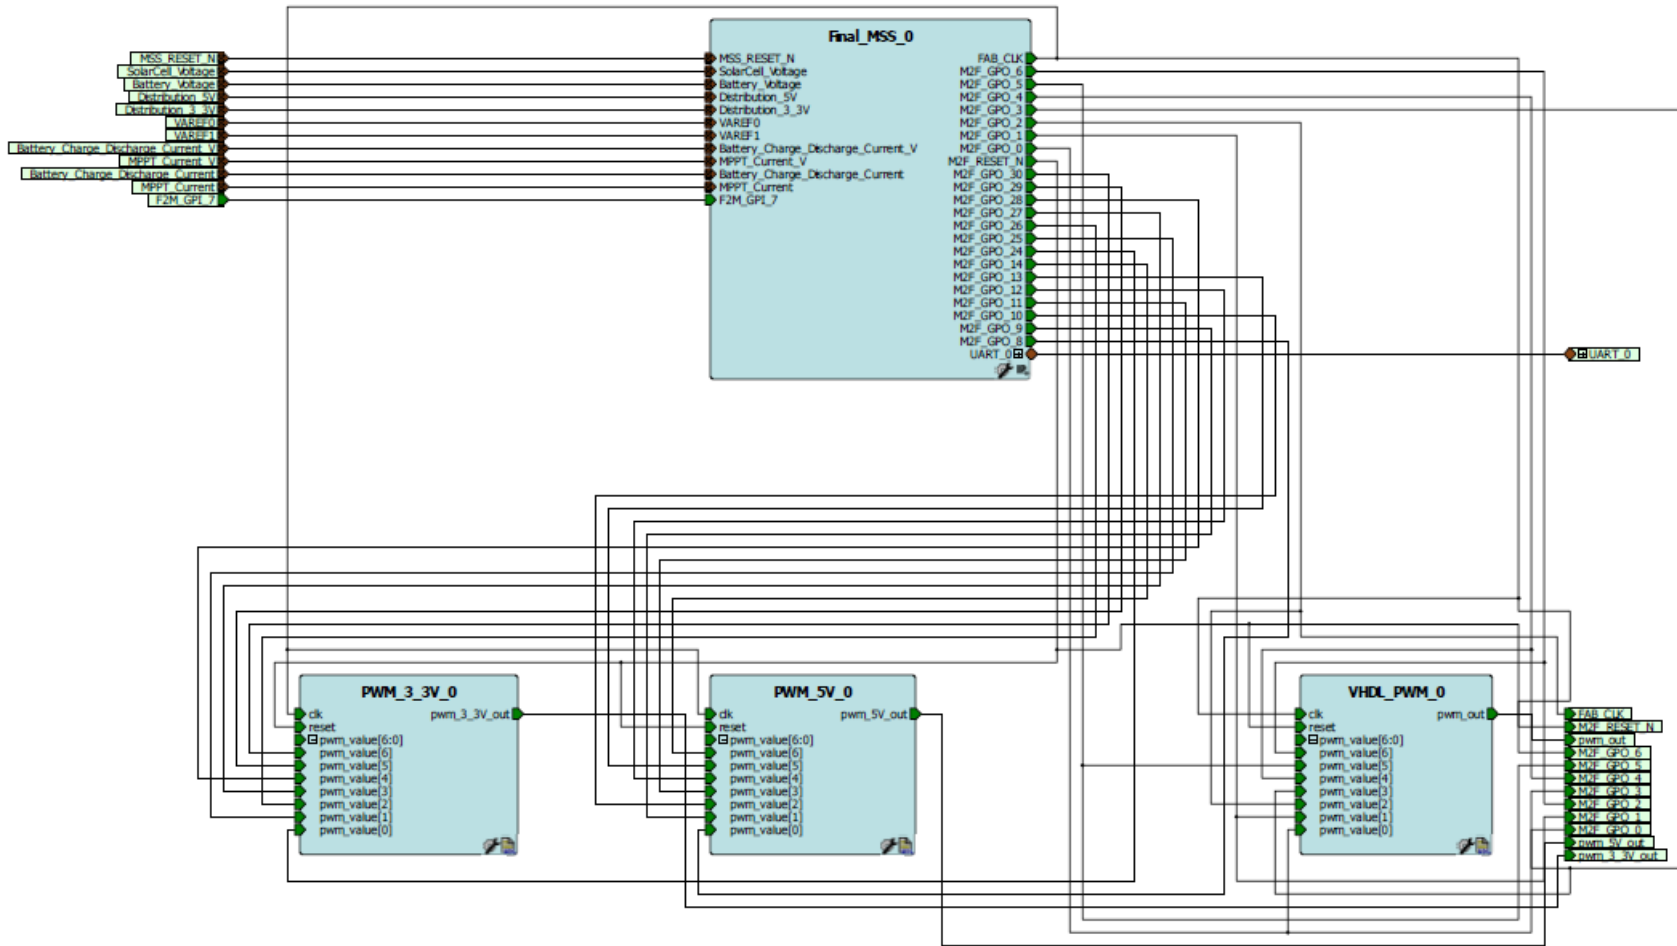 Final_MSS_0
MSS_RESET_N
SolarCell_Voltage
Battery_Voltage
Distribution_5V
Distribution_3_3V
VAREF0
VAREF1
Battery_Charge_Discharge_Current_V
MPPT_Current_V
Battery_Charge_Discharge_Current
MPPT_Current
F2M_GPI_7
MSS_RESET_N
SolarCell_Voltage
Battery_Voltage
Distribution_5V
Distribution_3_3V
VAREF0
VAREF1
Battery_Charge_Discharge_Current_V
MPPT_Current_V
Battery_Charge_Discharge_Current
MPPT_Current
F2M_GPI_7
FAB_CLK
M2F_GPO_6
M2F_GPO_5
M2F_GPO_4
M2F_GPO_3
M2F_GPO_2
M2F_GPO_1
M2F_GPO_0
M2F_RESET_N
M2F_GPO_30
M2F_GPO_29
M2F_GPO_28
M2F_GPO_27
M2F_GPO_26
M2F_GPO_25
M2F_GPO_24
M2F_GPO_14
M2F_GPO_13
M2F_GPO_12
M2F_GPO_11
M2F_GPO_10
M2F_GPO_9
M2F_GPO_8
UART_0
UART_0
PWM_3_3V_0
clk
pwm_3_3V_out
reset
pwm_value[6:0]
pwm_value[6]
pwm_value[5]
pwm_value[4]
pwm_value[3]
pwm_value[2]
pwm_value[1]
pwm_value[0]
PWM_5V_0
clk
pwm_5V_out
reset
pwm_value[6:0]
pwm_value[6]
pwm_value[5]
pwm_value[4]
pwm_value[3]
pwm_value[2]
pwm_value[1]
pwm_value[0]
VHDL_PWM_0
clk
pwm_out
reset
pwm_value[6:0]
pwm_value[6]
pwm_value[5]
pwm_value[4]
pwm_value[3]
pwm_value[2]
pwm_value[1]
pwm_value[0]
FAB_CLK
M2F_RESET_N
pwm_out
M2F_GPO_6
M2F_GPO_5
M2F_GPO_4
M2F_GPO_3
M2F_GPO_2
M2F_GPO_1
M2F_GPO_0
pwm_5V_out
pwm_3_3V_out